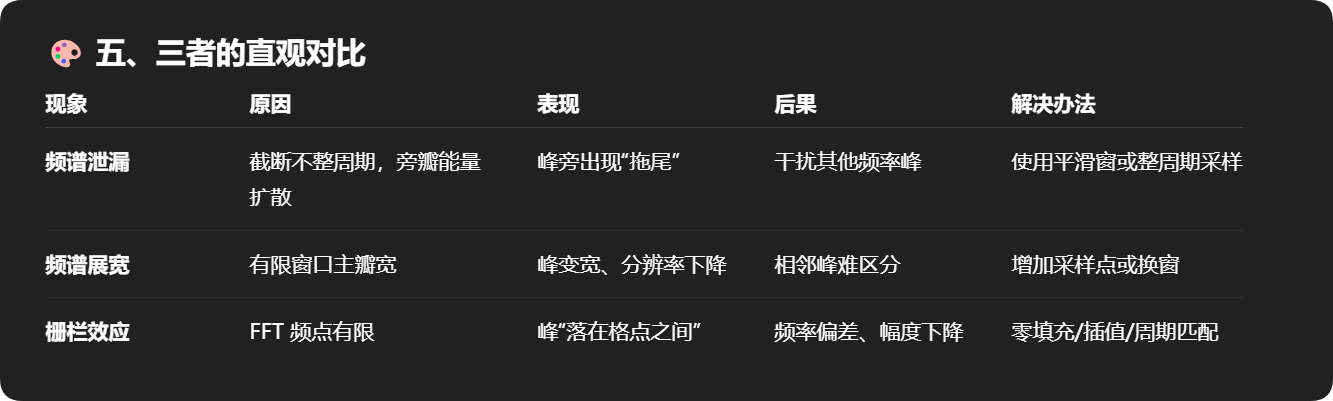 🎨 五、三者的直观对比
现象 原因 表现 后果 解决办法
频谱泄漏 截断不整周期，旁瓣能量 峰旁出现“拖尾” 干扰其他频率峰 使用平滑窗或整周期采样
扩散
频谱展宽 有限窗口主瓣宽 峰变宽、分辨率下降 相邻峰难区分 增加采样点或换窗
栅栏效应 FFT 频点有限 峰“落在格点之间” 频率偏差、幅度下降 零填充/插值/周期匹配